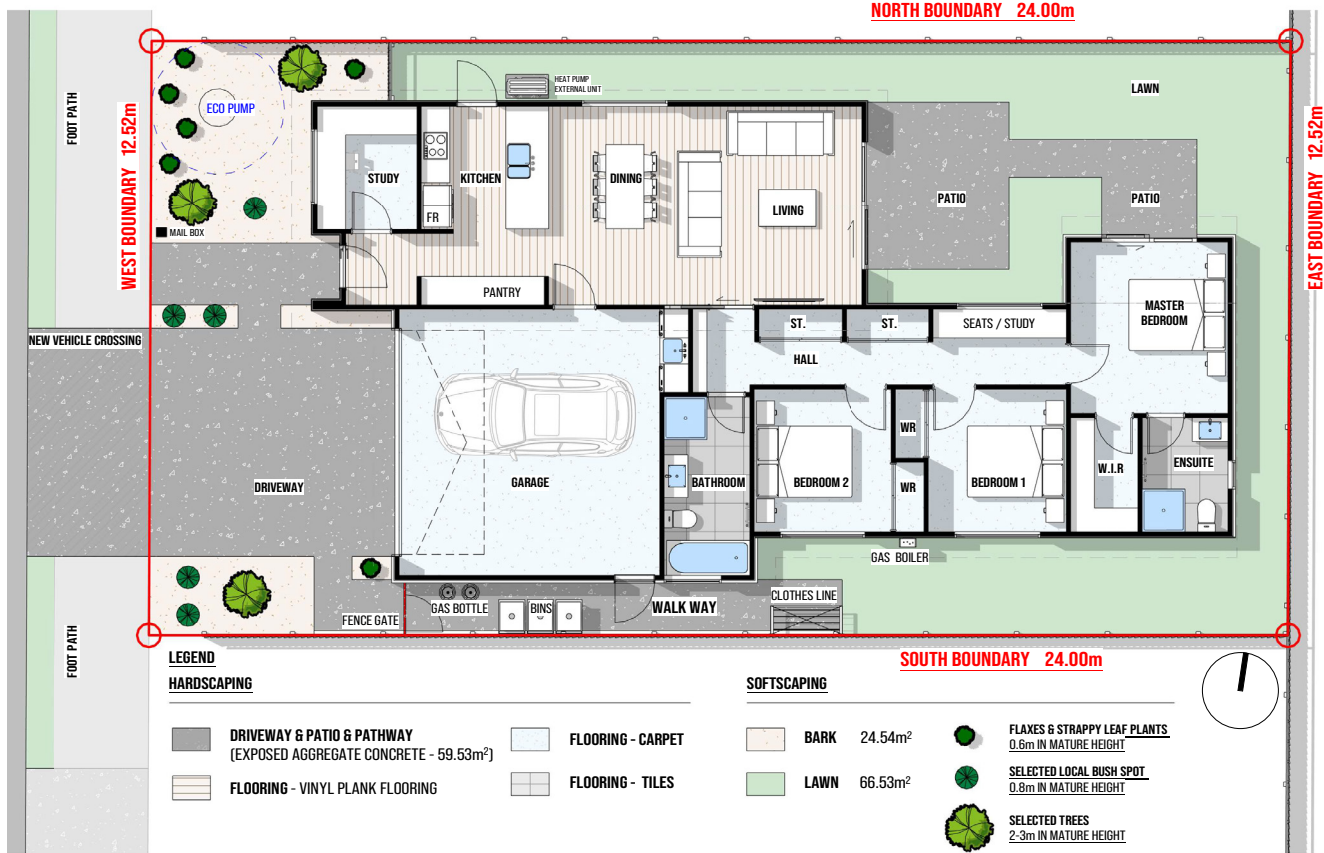 NORTH BOUNDARY 24.00m
FOOT PATH
WEST BOUNDARY 12.52m
ECO PUMP
MAIL BOX
HEAT PUMP
EXTERNAL UNIT
LAWN
EAST BOUNDARY 12.52m
STUDY
KITCHEN
FR
DINING
LIVING
PATIO
PATIO
PANTRY
MASTER
BEDROOM
NEW VEHICLE CROSSING
ST.
ST.
SEATS / STUDY
HALL
DRIVEWAY
GARAGE
BATHROOM
BEDROOM 2
WR
WR
BEDROOM 1
W.I.R
ENSUITE
GAS BOILER
FOOT PATH
FENCE GATE
GAS BOTTLE
BINS
WALK WAY
CLOTHES LINE
SOUTH BOUNDARY 24.00m
LEGEND
HARDSCAPING
DRIVEWAY & PATIO & PATHWAY
(EXPOSED AGGREGATE CONCRETE - 59.53m²)
FLOORING - VINYL PLANK FLOORING
FLOORING - CARPET
FLOORING - TILES
SOFTSCAPING
BARK 24.54m²
LAWN 66.53m²
FLAXES & STRAPPY LEAF PLANTS
0.6m IN MATURE HEIGHT
SELECTED LOCAL BUSH SPOT
0.8m IN MATURE HEIGHT
SELECTED TREES
2-3m IN MATURE HEIGHT